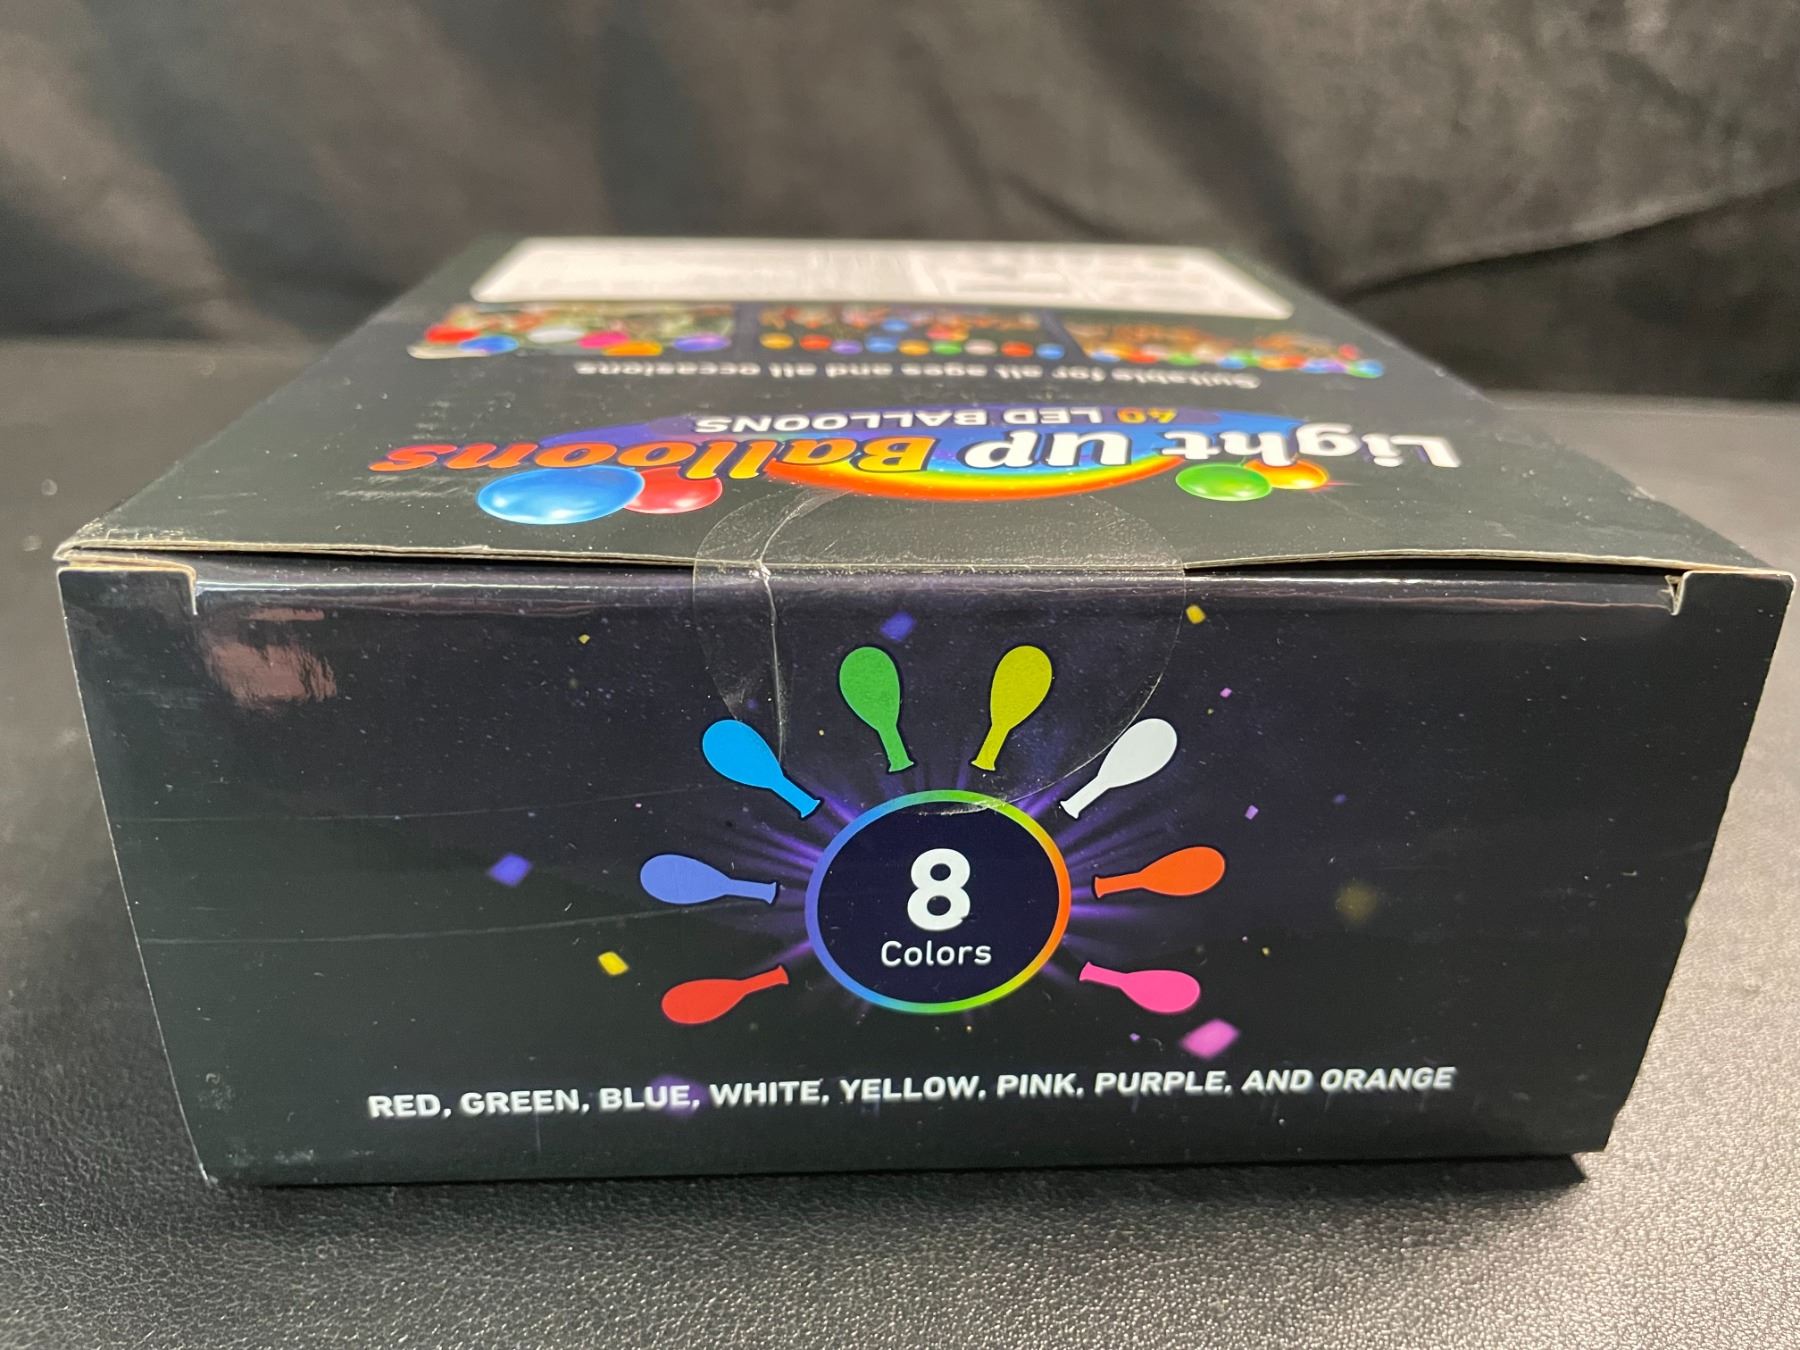 Light Up Balloons
40 LED BALLOONS
Suitable for all ages and all occasions
8
Colors
RED, GREEN, BLUE, WHITE, YELLOW, PINK, PURPLE, AND ORANGE